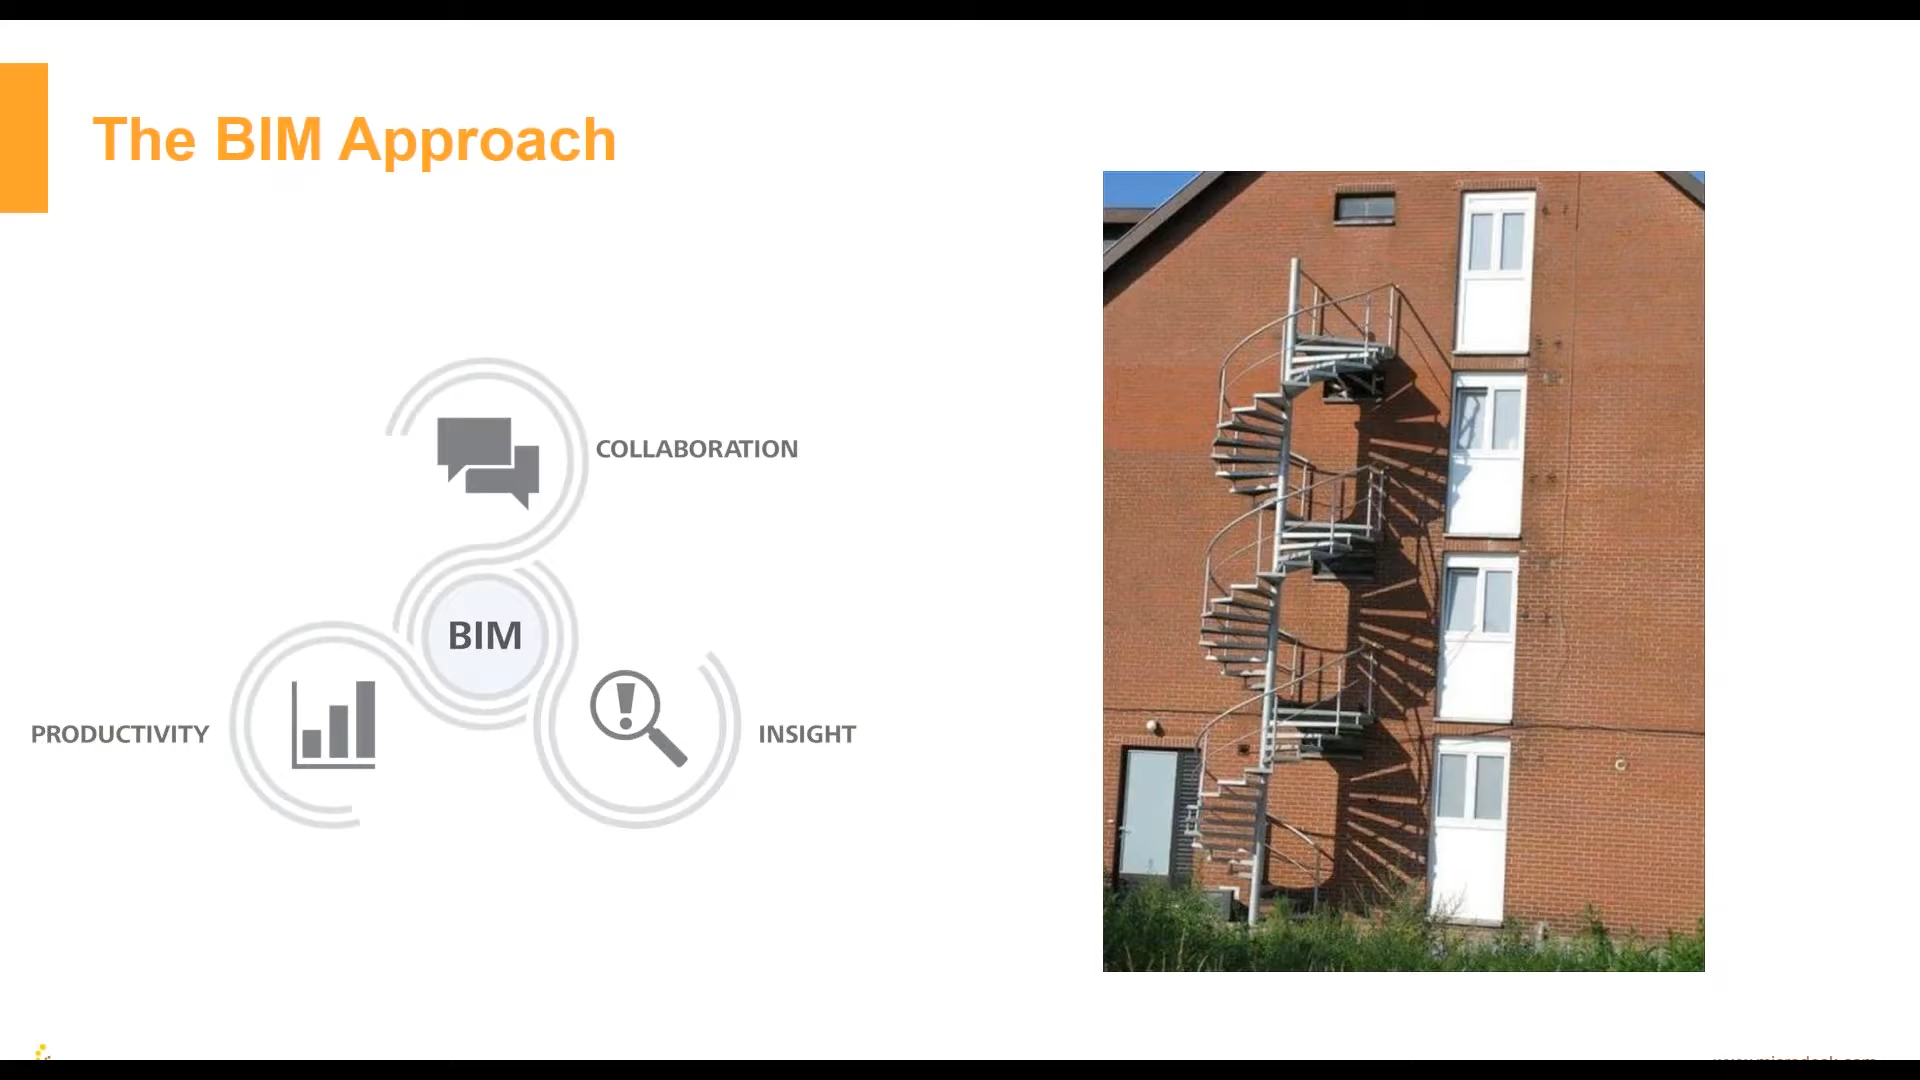 The BIM Approach
COLLABORATION
BIM
PRODUCTIVITY
INSIGHT